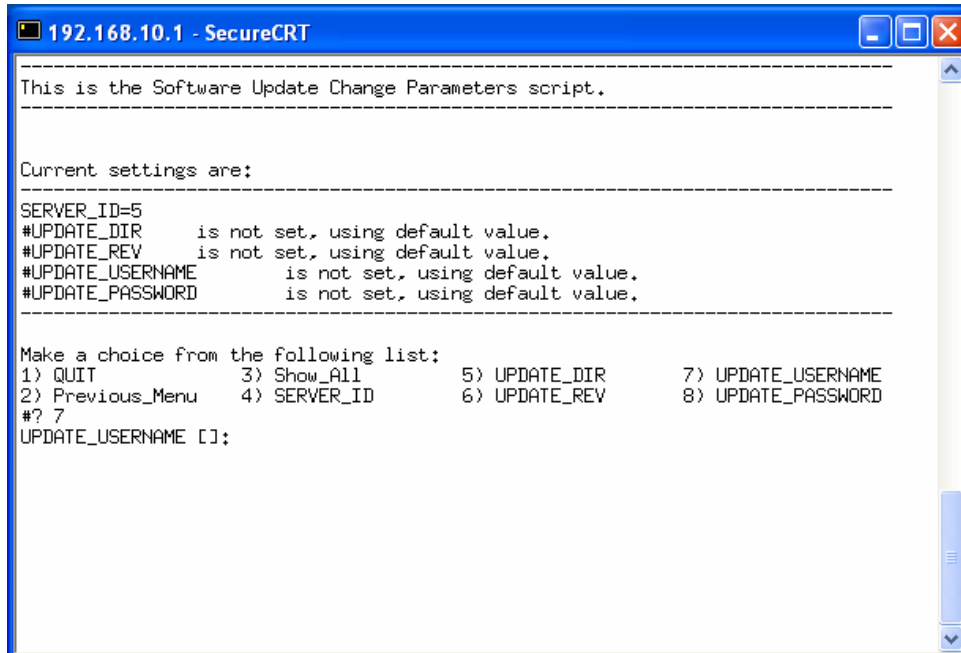 192.168.10.1 - SecureCRT
--------------------------------------------------------------------------------
This is the Software Update Change Parameters script.
--------------------------------------------------------------------------------
Current settings are:
--------------------------------------------------------------------------------
SERVER_ID=5
#UPDATE_DIR     is not set, using default value.
#UPDATE_REV     is not set, using default value.
#UPDATE_USERNAME        is not set, using default value.
#UPDATE_PASSWORD        is not set, using default value.
--------------------------------------------------------------------------------
Make a choice from the following list:
1) QUIT             3) Show_All         5) UPDATE_DIR       7) UPDATE_USERNAME
2) Previous_Menu    4) SERVER_ID        6) UPDATE_REV       8) UPDATE_PASSWORD
#? 7
UPDATE_USERNAME []: